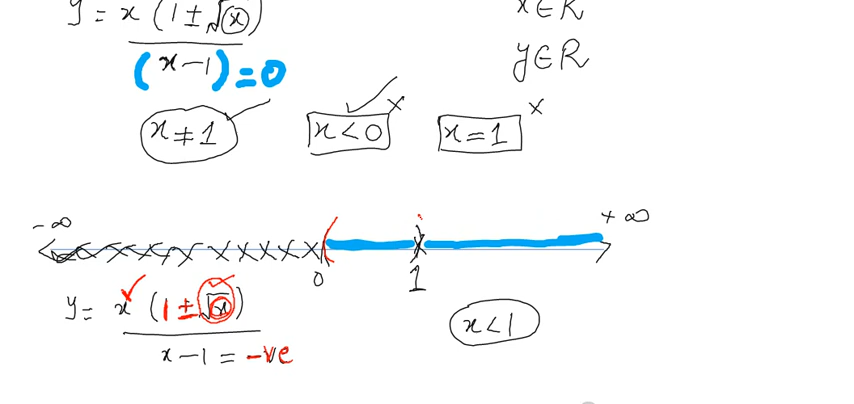 y = x (1 ± √x)
(x − 1) = 0
x ∈ R
y ∈ R
x ≠ 1
x < 0 ×
x = 1 ×
− ∞
+ ∞
0
1
y = x (1 ± √x)
x − 1 = −ve
x < 1